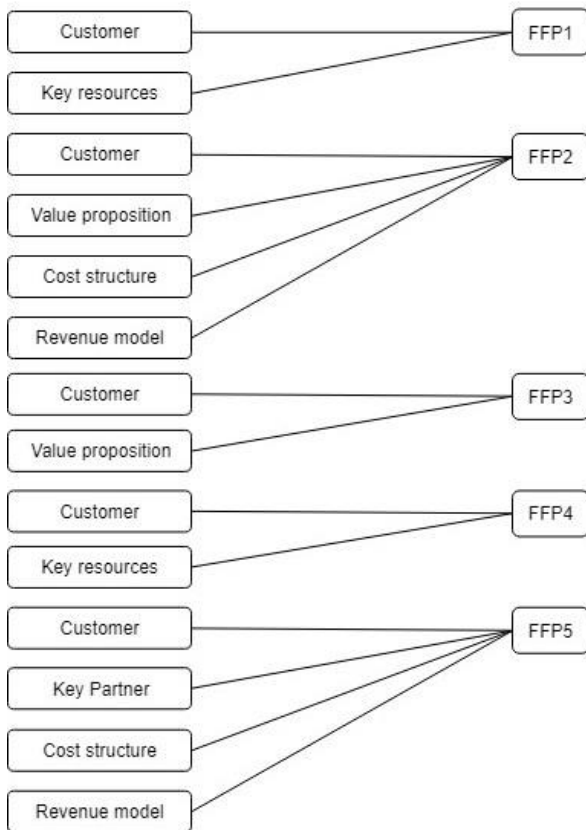 Customer
FFP1
Key resources
Customer
FFP2
Value proposition
Cost structure
Revenue model
Customer
FFP3
Value proposition
Customer
FFP4
Key resources
Customer
FFP5
Key Partner
Cost structure
Revenue model